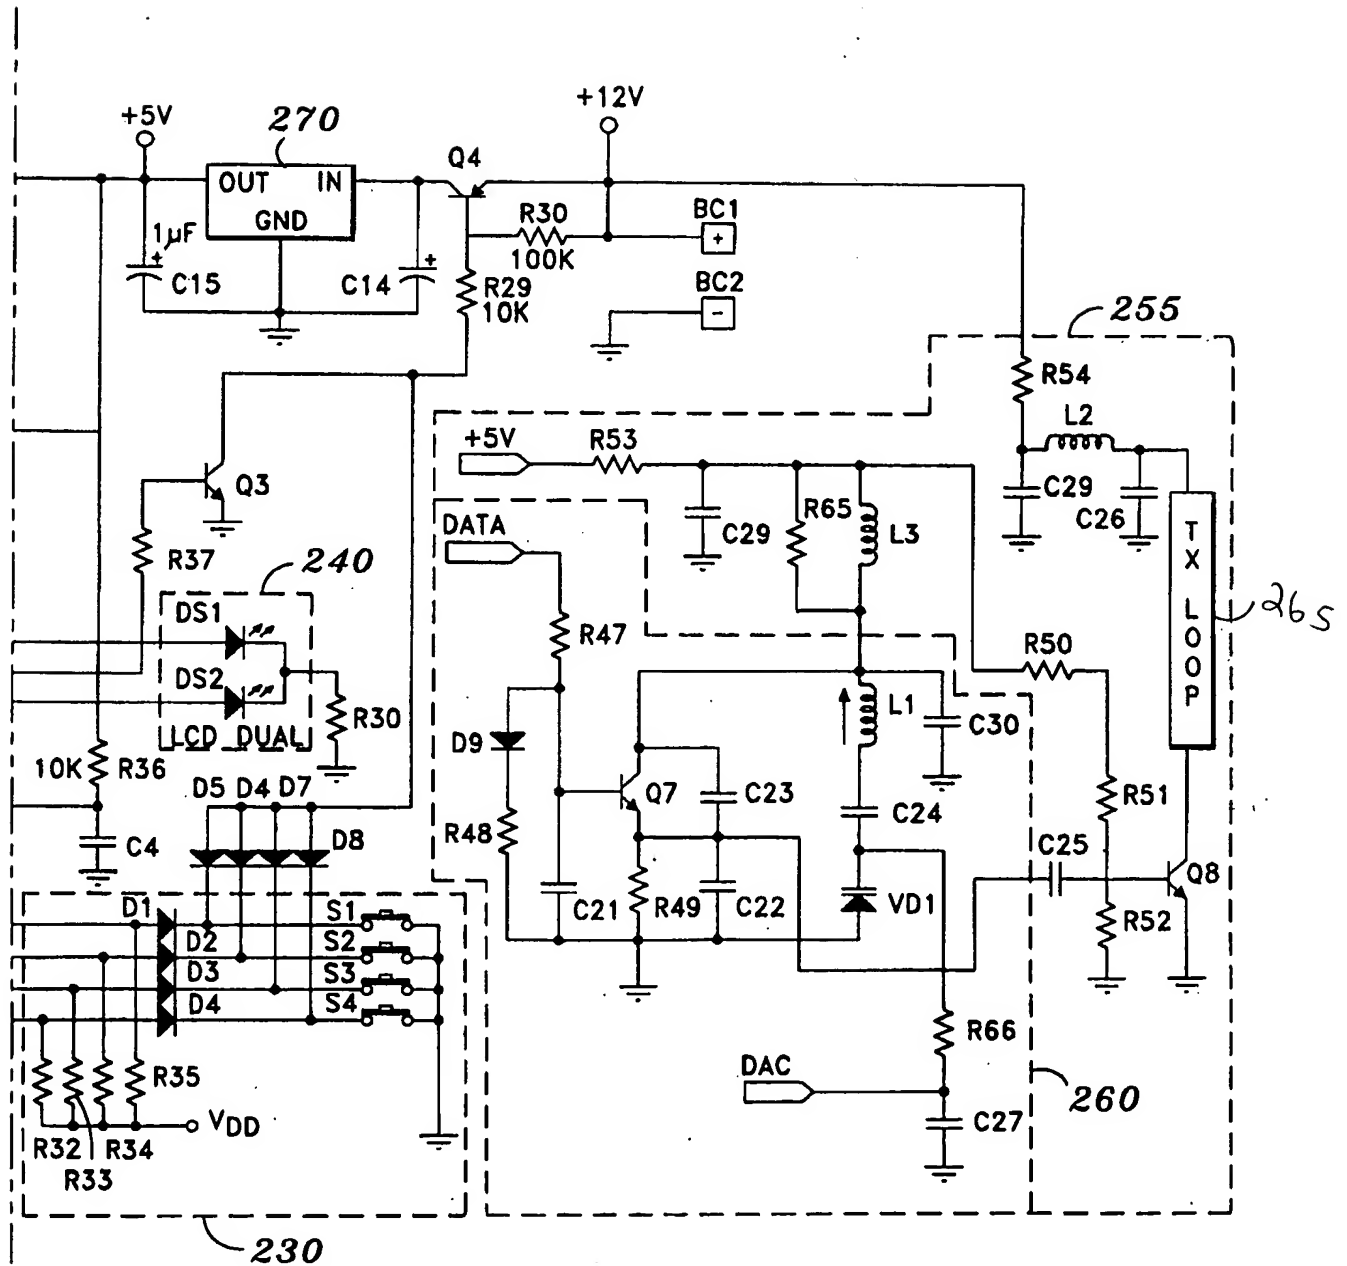 +12V
+5V
270
Q4
OUT IN
GND
R30
100K
BC1
+
1µF
+
C15
C14
+
R29
10K
BC2
-
255
R54
L2
+5V
R53
Q3
C29
R65
L3
C29
C26
TX LOOP
DATA
R37
240
DS1
R47
265
R50
DS2
LCD DUAL
R30
D9
L1
C30
10K
R36
D5 D4 D7
D8
Q7
C23
R51
C24
R48
C4
C25
Q8
C21
R49
C22
VD1
R52
D1
S1
D2
S2
D3
S3
D4
S4
R66
R35
DAC
260
VDD
C27
R32
R34
R33
230